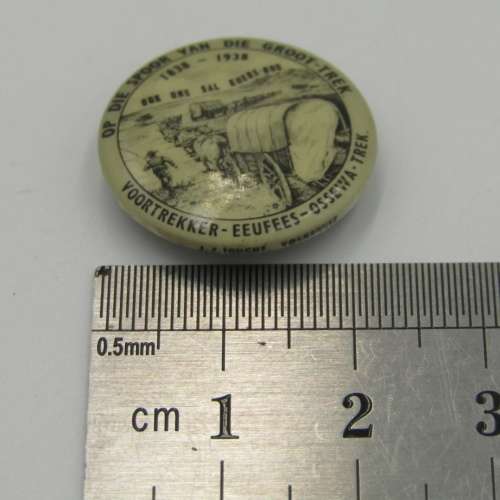 OP DIE SPOOR VAN DIE GROOT-TREK
1838 - 1938
OOK ONS SAL
VOORTREKKER - EEUFEES - OSSEWA - TREK.
0.5mm
cm 1 2 3